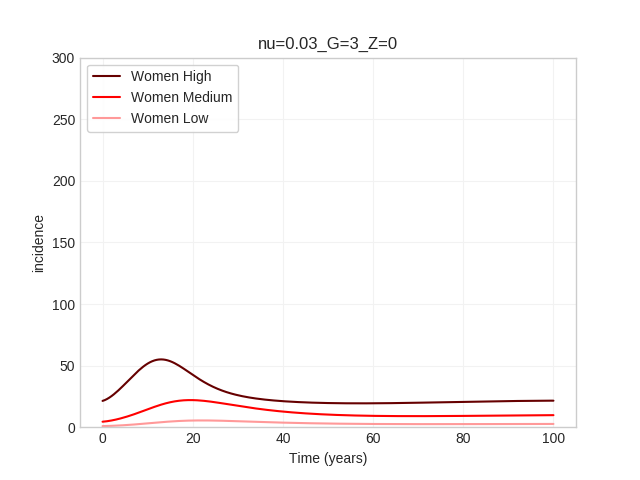 nu=0.03_G=3_Z=0
300
250
200
150
100
50
0
incidence
Women High
Women Medium
Women Low
0 20 40 60 80 100
Time (years)